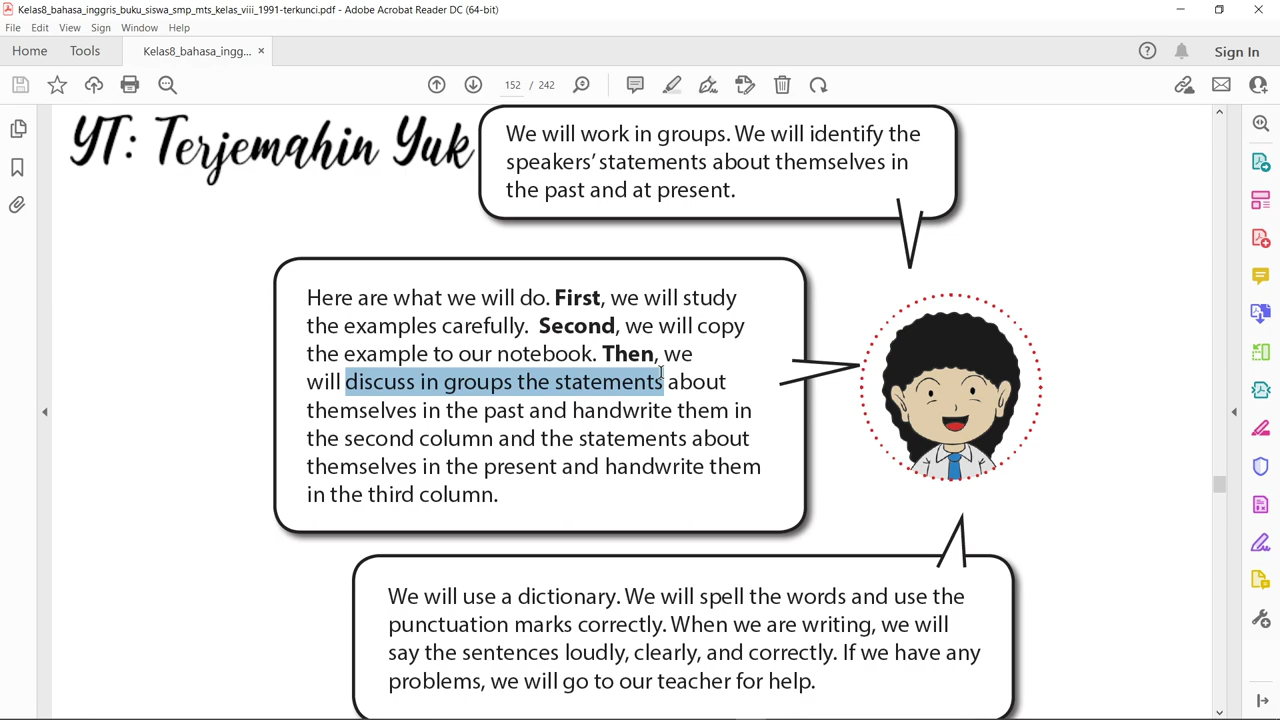 Kelas8_bahasa_inggris_buku_siswa_smp_mts_kelas_viii_1991-terkunci.pdf - Adobe Acrobat Reader DC (64-bit)
File Edit View Sign Window Help
Home Tools Kelas8_bahasa_ingg... × Sign In
152 / 242
YT: Terjemahin Yuk
We will work in groups. We will identify the
speakers' statements about themselves in
the past and at present.
Here are what we will do. First, we will study
the examples carefully. Second, we will copy
the example to our notebook. Then, we
will discuss in groups the statements about
themselves in the past and handwrite them in
the second column and the statements about
themselves in the present and handwrite them
in the third column.
We will use a dictionary. We will spell the words and use the
punctuation marks correctly. When we are writing, we will
say the sentences loudly, clearly, and correctly. If we have any
problems, we will go to our teacher for help.